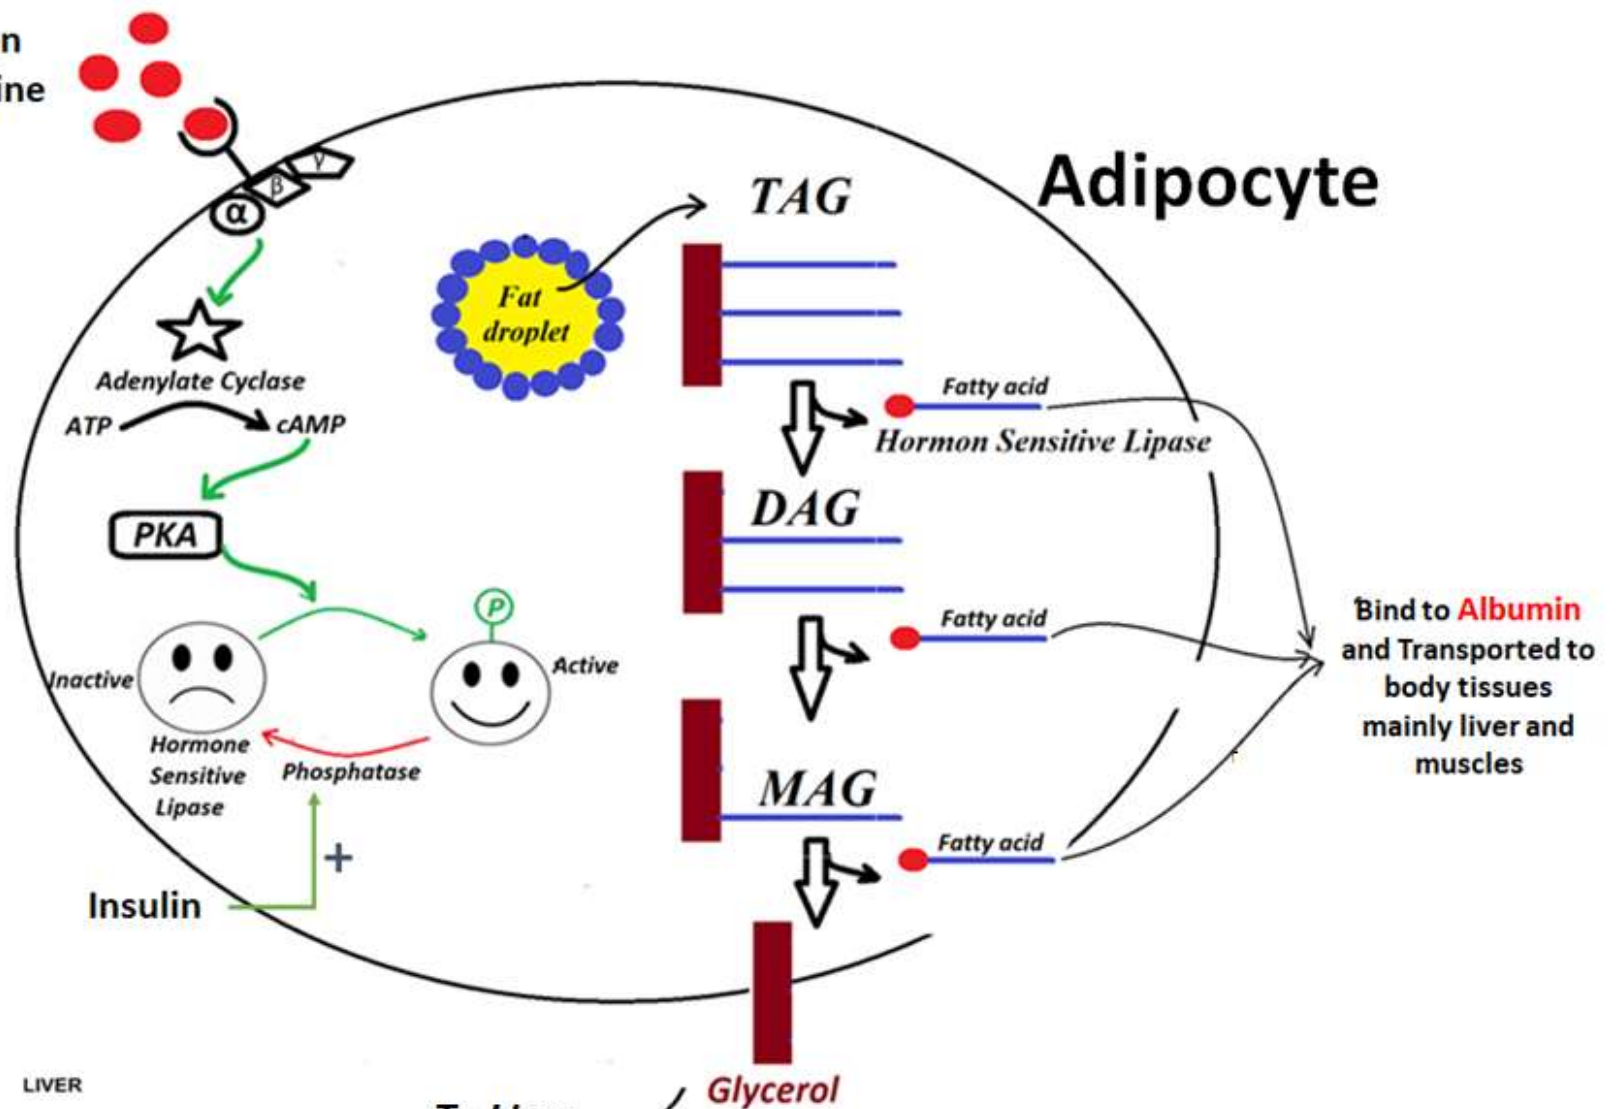 n
ine
Adipocyte
γ
β
α
TAG
Fat
droplet
Adenylate Cyclase
ATP
cAMP
Fatty acid
Hormon Sensitive Lipase
DAG
PKA
P
Inactive
Active
Fatty acid
Bind to Albumin
and Transported to
body tissues
mainly liver and
muscles
Hormone
Sensitive
Lipase
Phosphatase
MAG
+
Fatty acid
Insulin
LIVER
Glycerol